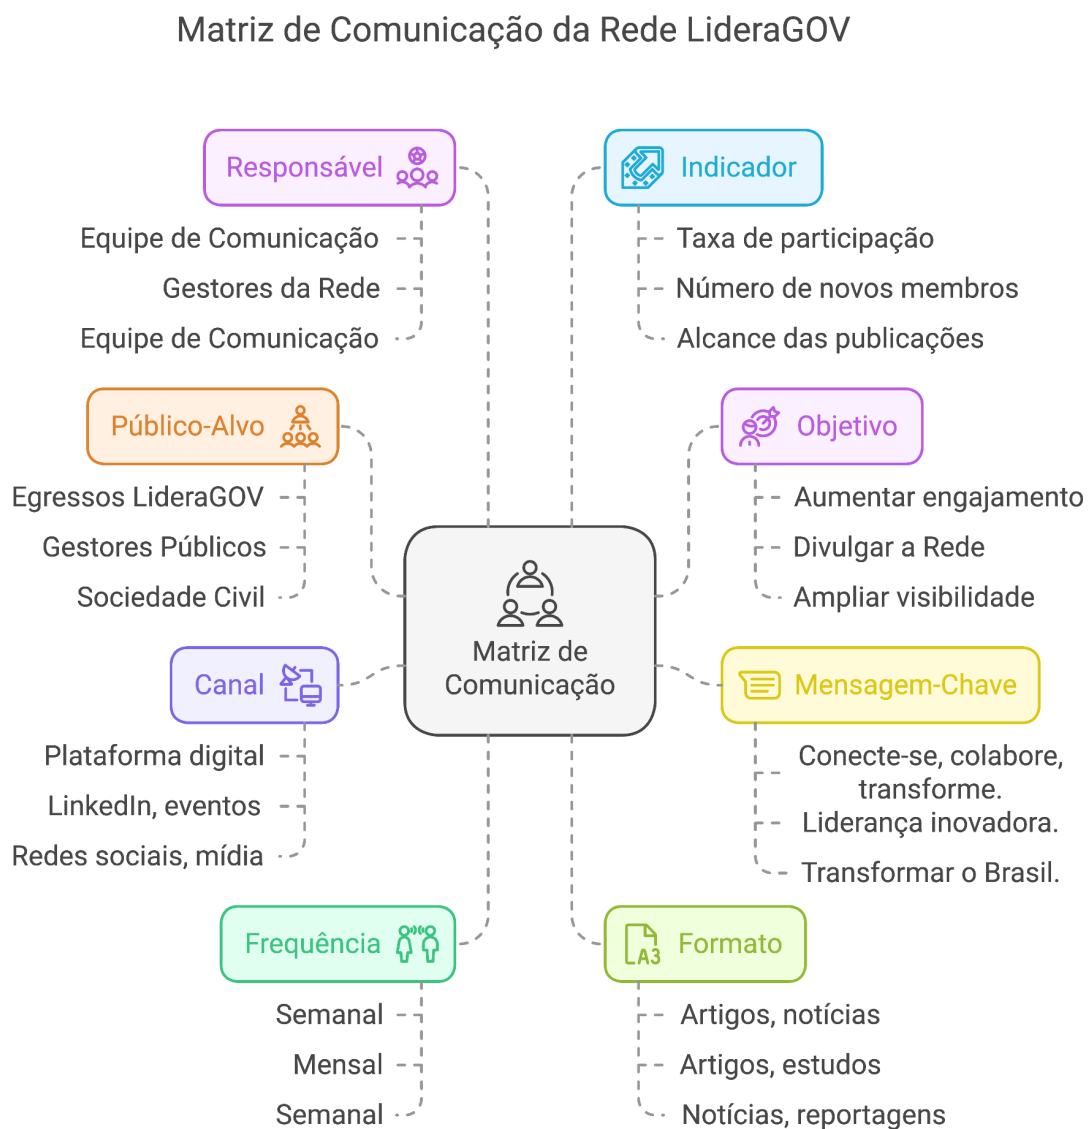 Matriz de Comunicação da Rede LideraGOV
Responsável
Equipe de Comunicação
Gestores da Rede
Equipe de Comunicação
Indicador
Taxa de participação
Número de novos membros
Alcance das publicações
Público-Alvo
Egressos LideraGOV
Gestores Públicos
Sociedade Civil
Objetivo
Aumentar engajamento
Divulgar a Rede
Ampliar visibilidade
Matriz de
Comunicação
Canal
Plataforma digital
LinkedIn, eventos
Redes sociais, mídia
Mensagem-Chave
Conecte-se, colabore,
transforme.
Liderança inovadora.
Transformar o Brasil.
Frequência
Semanal
Mensal
Semanal
A3
Formato
Artigos, notícias
Artigos, estudos
Notícias, reportagens